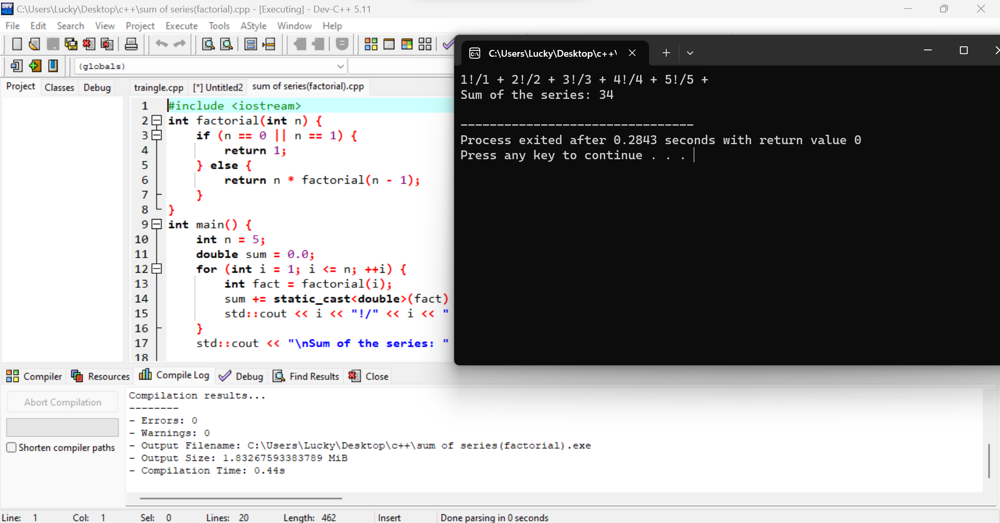 C:\Users\Lucky\Desktop\c++\sum of series(factorial).cpp - [Executing] - Dev-C++ 5.11
File Edit Search View Project Execute Tools AStyle Window Help
(globals)
Project Classes Debug
traingle.cpp [*] Untitled2 sum of series(factorial).cpp
1 #include <iostream>
2 int factorial(int n) {
3 if (n == 0 || n == 1) {
4 return 1;
5 } else {
6 return n * factorial(n - 1);
7 }
8 }
9 int main() {
10 int n = 5;
11 double sum = 0.0;
12 for (int i = 1; i <= n; ++i) {
13 int fact = factorial(i);
14 sum += static_cast<double>(fact)
15 std::cout << i << "!/" << i << "
16 }
17 std::cout << "\nSum of the series: "
18
C:\Users\Lucky\Desktop\c++\
1!/1 + 2!/2 + 3!/3 + 4!/4 + 5!/5 +
Sum of the series: 34
--------------------------------
Process exited after 0.2843 seconds with return value 0
Press any key to continue . . .
Compiler Resources Compile Log Debug Find Results Close
Abort Compilation
Shorten compiler paths
Compilation results...
--------
- Errors: 0
- Warnings: 0
- Output Filename: C:\Users\Lucky\Desktop\c++\sum of series(factorial).exe
- Output Size: 1.83267593383789 MiB
- Compilation Time: 0.44s
Line: 1 Col: 1 Sel: 0 Lines: 20 Length: 462 Insert Done parsing in 0 seconds